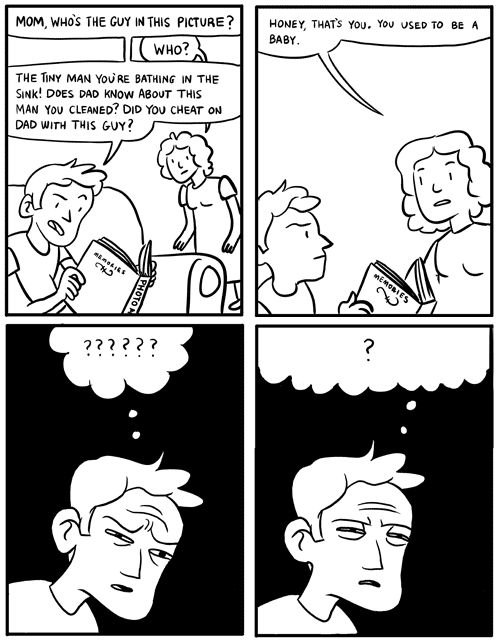 MOM, WHO'S THE GUY IN THIS PICTURE?
WHO?
THE TINY MAN YOU'RE BATHING IN THE
SINK! DOES DAD KNOW ABOUT THIS
MAN YOU CLEANED? DID YOU CHEAT ON
DAD WITH THIS GUY?
MEMORIES
PHOTO
HONEY, THAT'S YOU. YOU USED TO BE A
BABY.
MEMORIES
??????
?